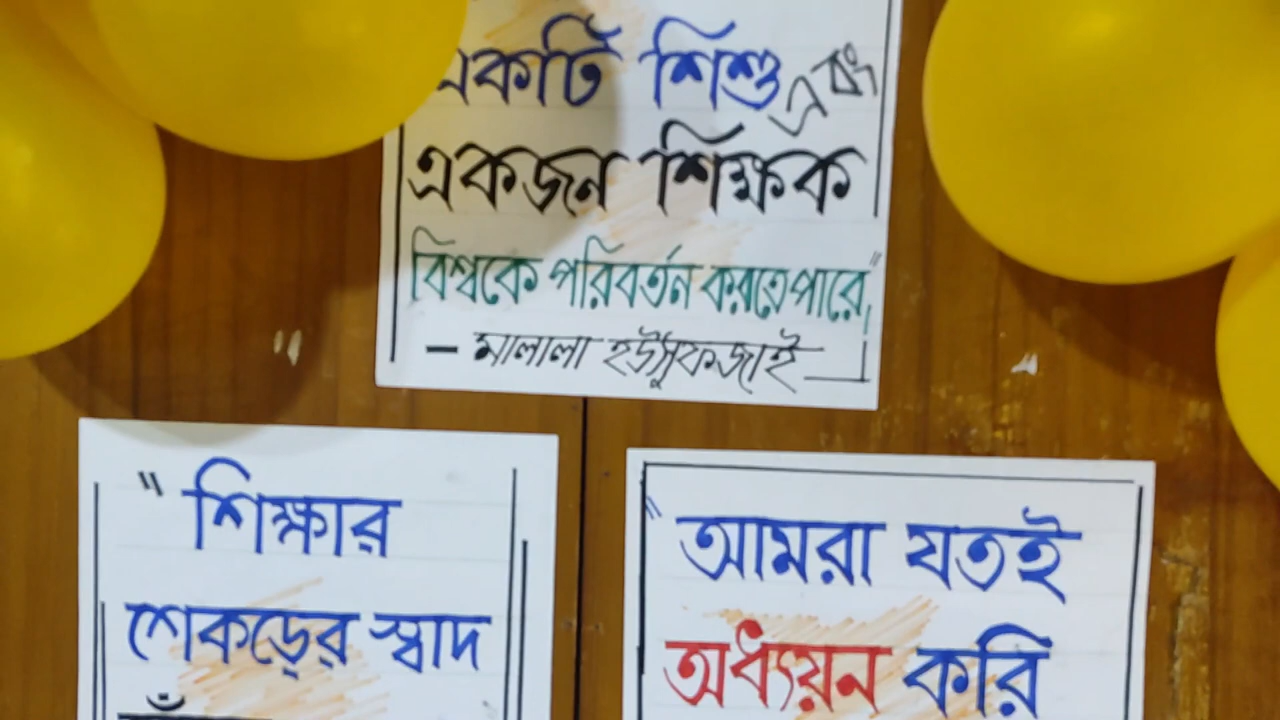 একটি শিশু এবং
একজন শিক্ষক
বিশ্বকে পরিবর্তন করতে পারে"
- মালালা ইউসুফজাই
"শিক্ষার
শেকড়ের স্বাদ
"আমরা যতই
অধ্যয়ন করি